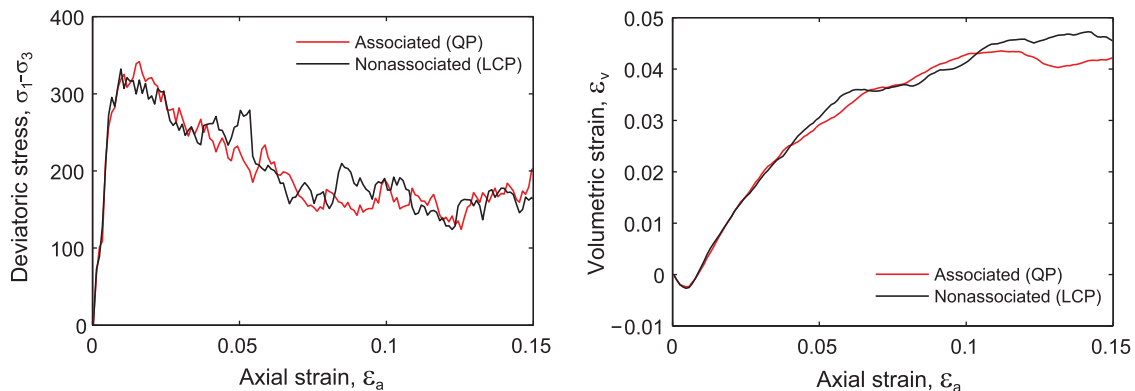 400
300
200
100
0
Deviatoric stress, σ₁-σ₃
Associated (QP)
Nonassociated (LCP)
0
0.05
0.1
0.15
Axial strain, εₐ
0.05
0.04
0.03
0.02
0.01
0
−0.01
Volumetric strain, εᵥ
Associated (QP)
Nonassociated (LCP)
0
0.05
0.1
0.15
Axial strain, εₐ